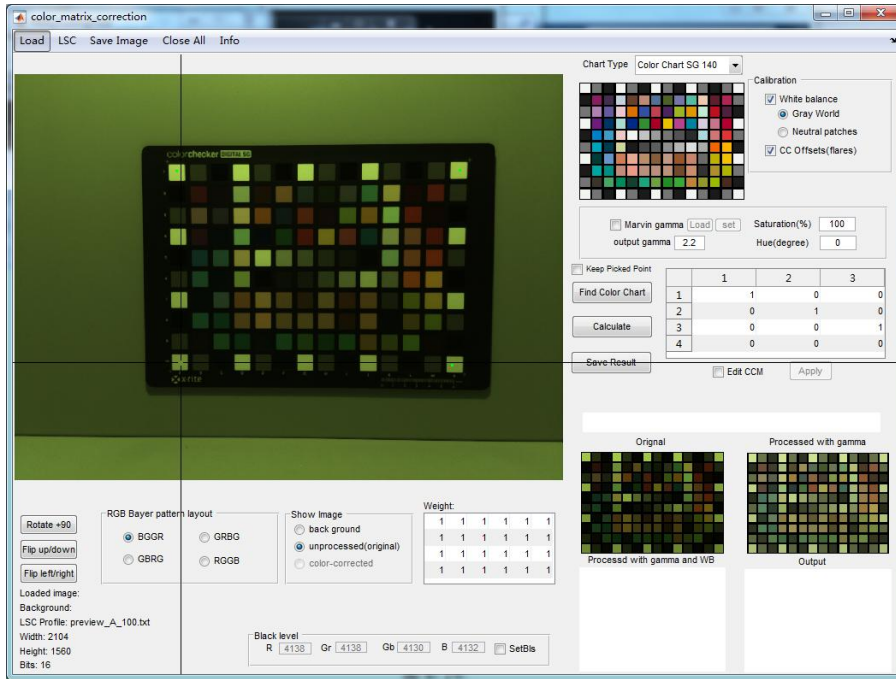 color_matrix_correction
Load LSC Save Image Close All Info
Chart Type Color Chart SG 140
colorchecker DIGITAL SG
x-rite
Calibration
White balance
Gray World
Neutral patches
CC Offsets(flares)
Marvin gamma Load set Saturation(%) 100
output gamma 2.2 Hue(degree) 0
Keep Picked Point
Find Color Chart
Calculate
Save Result
1 2 3
1 1 0 0
2 0 1 0
3 0 0 1
4 0 0 0
Edit CCM Apply
Orignal Processed with gamma
Processd with gamma and WB Output
Rotate +90
Flip up/down
Flip left/right
RGB Bayer pattern layout
BGGR GRBG
GBRG RGGB
Show Image
back ground
unprocessed(original)
color-corrected
Weight:
1 1 1 1 1 1
1 1 1 1 1 1
1 1 1 1 1 1
1 1 1 1 1 1
Loaded image:
Background:
LSC Profile: preview_A_100.txt
Width: 2104
Height: 1560
Bits: 16
Black level
R 4138 Gr 4138 Gb 4130 B 4132 SetBls